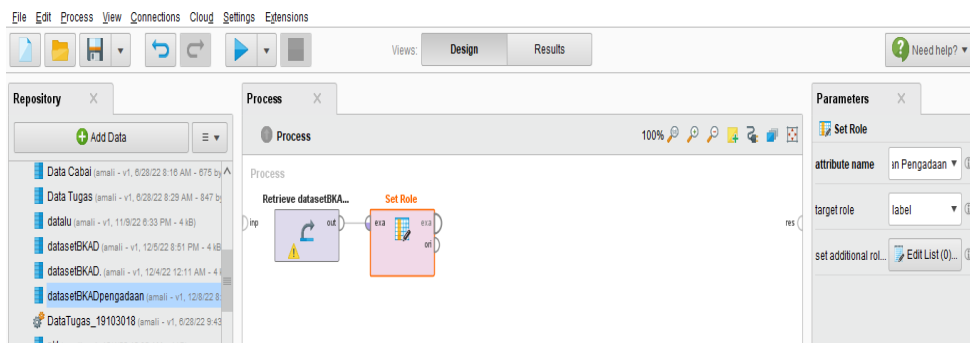 File Edit Process View Connections Cloud Settings Extensions
Views: Design Results Need help?
Repository
Add Data
Data Cabai (amali - v1, 6/28/22 8:16 AM - 675 by
Data Tugas (amali - v1, 6/28/22 8:29 AM - 847 by
datalu (amali - v1, 11/9/22 6:33 PM - 4 kB)
datasetBKAD (amali - v1, 12/5/22 8:51 PM - 4 kB
datasetBKAD. (amali - v1, 12/4/22 12:11 AM - 4
datasetBKADpengadaan (amali - v1, 12/8/22 8:
DataTugas_19103018 (amali - v1, 6/28/22 9:43
Process
Process
100%
Process
Retrieve datasetBKA...
inp
out
Set Role
exa
exa
ori
res
Parameters
Set Role
attribute name
an Pengadaan
target role
label
set additional rol...
Edit List (0)...